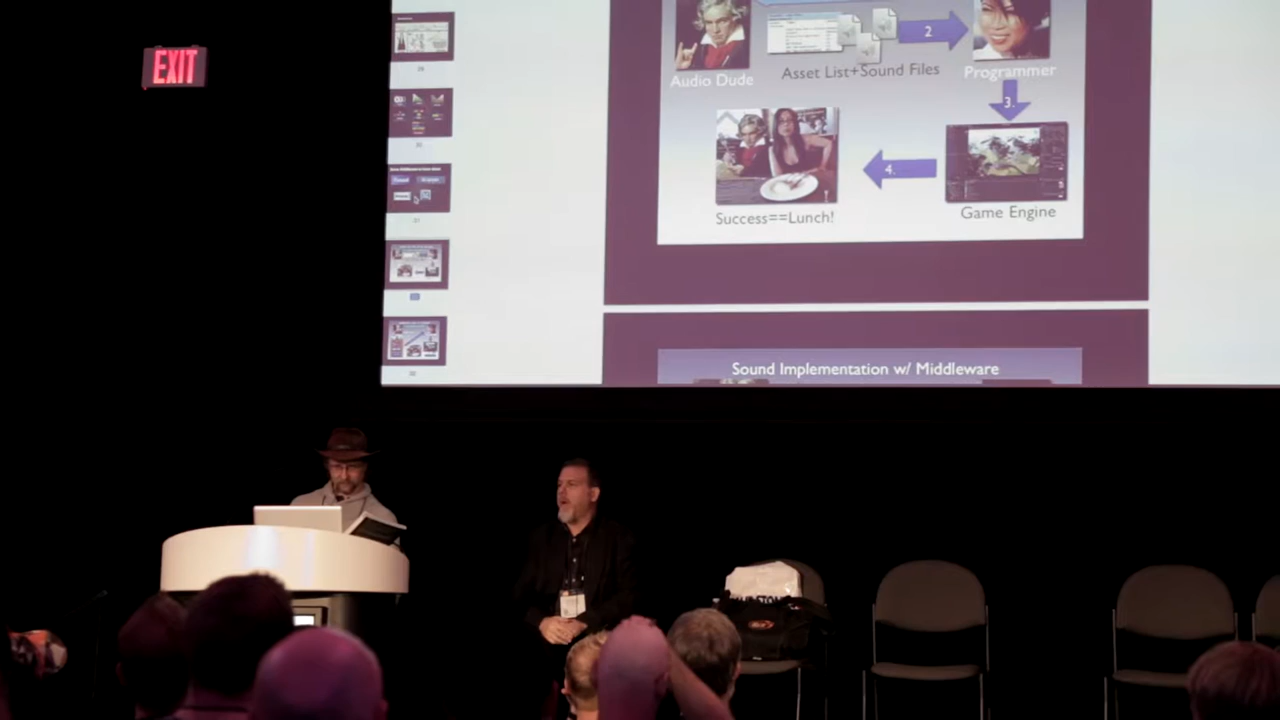 EXIT
2
Audio Dude
Asset List+Sound Files
Programmer
3.
4.
Success==Lunch!
Game Engine
Sound Implementation w/ Middleware